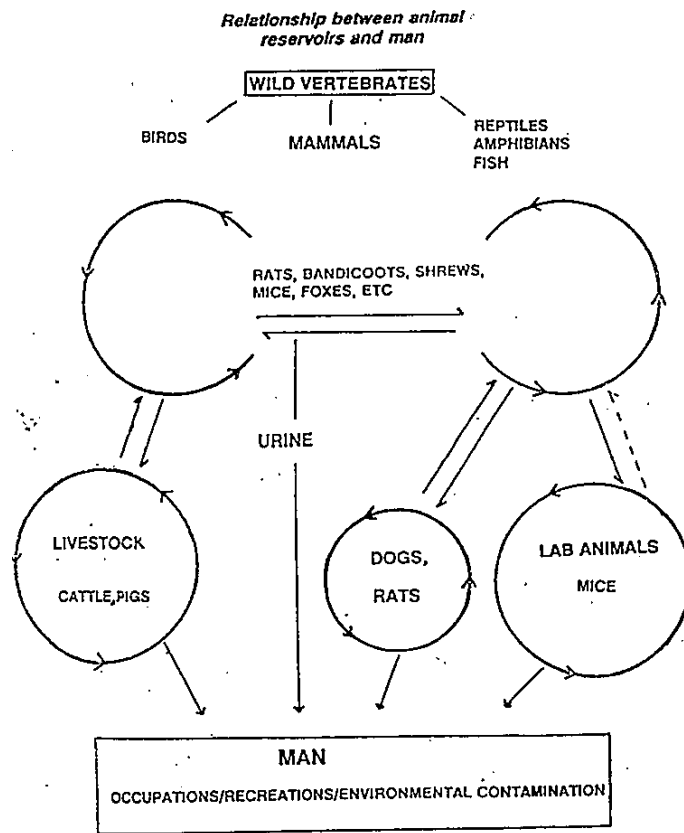 Relationship between animal
reservoirs and man
WILD VERTEBRATES
BIRDS
MAMMALS
REPTILES
AMPHIBIANS
FISH
RATS, BANDICOOTS, SHREWS,
MICE, FOXES, ETC
URINE
LIVESTOCK
CATTLE,PIGS
DOGS,
RATS
LAB ANIMALS
MICE
MAN
OCCUPATIONS/RECREATIONS/ENVIRONMENTAL CONTAMINATION